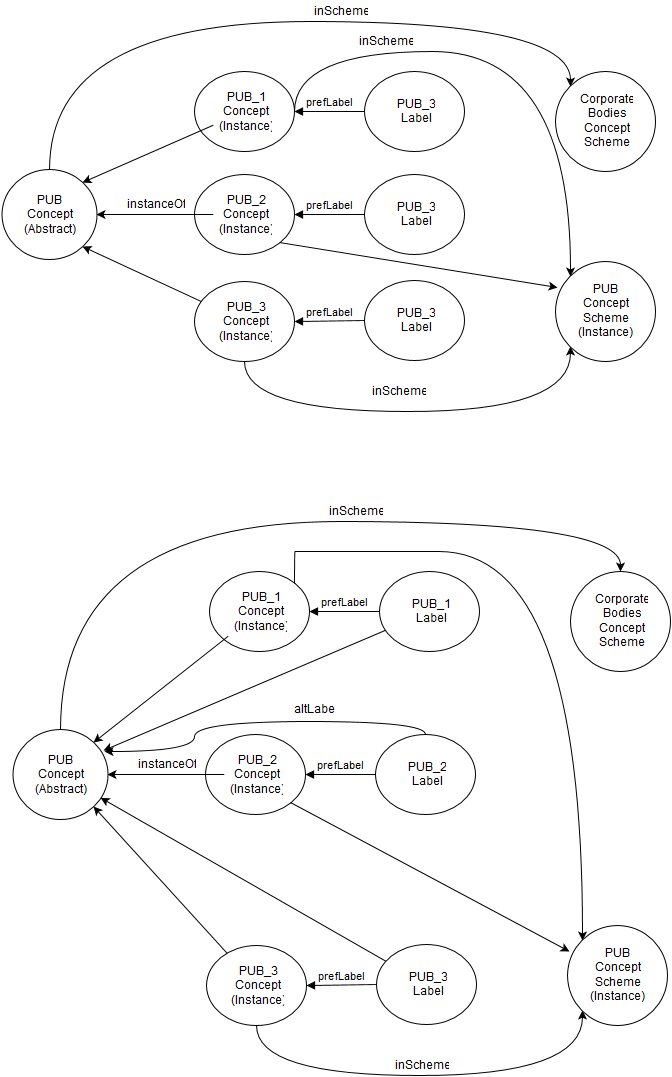 inScheme
inScheme
PUB_1
Concept
(Instance)
prefLabel
PUB_3
Label
Corporate
Bodies
Concept
Scheme
PUB
Concept
(Abstract)
instanceOf
PUB_2
Concept
(Instance)
prefLabel
PUB_3
Label
PUB_3
Concept
(Instance)
prefLabel
PUB_3
Label
PUB
Concept
Scheme
(Instance)
inScheme
inScheme
PUB_1
Concept
(Instance)
prefLabel
PUB_1
Label
Corporate
Bodies
Concept
Scheme
altLabe
PUB
Concept
(Abstract)
instanceOf
PUB_2
Concept
(Instance)
prefLabel
PUB_2
Label
PUB_3
Concept
(Instance)
prefLabel
PUB_3
Label
PUB
Concept
Scheme
(Instance)
inScheme